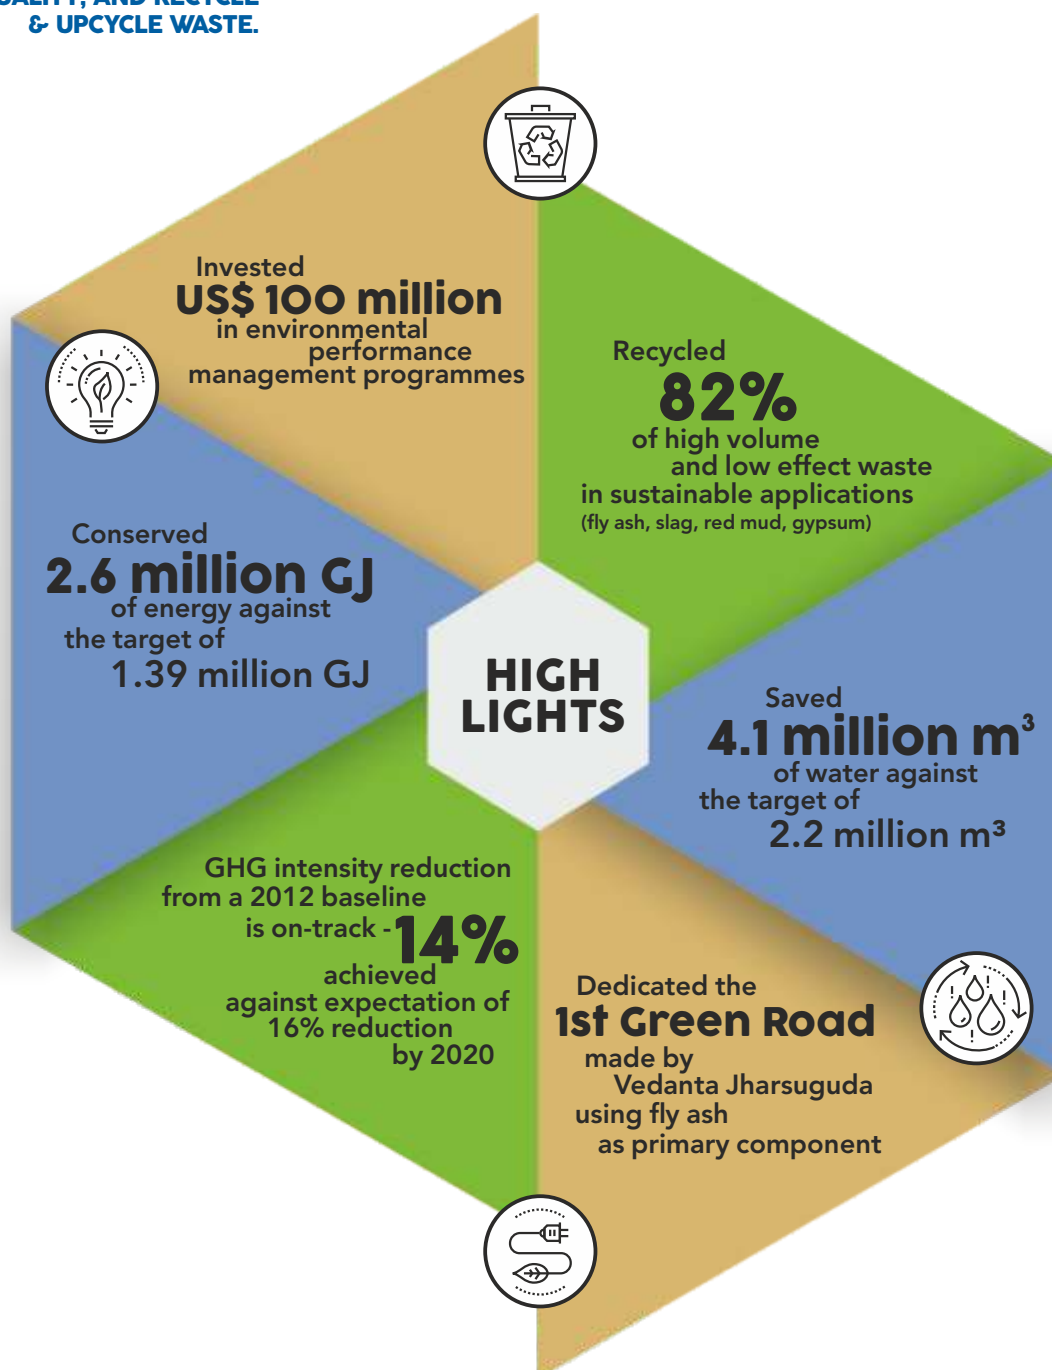 & UPCYCLE WASTE.
Invested
US$ 100 million
in environmental
performance
management programmes
Recycled
82%
of high volume
and low effect waste
in sustainable applications
(fly ash, slag, red mud, gypsum)
Conserved
2.6 million GJ
of energy against
the target of
1.39 million GJ
HIGH
LIGHTS
Saved
4.1 million m³
of water against
the target of
2.2 million m³
GHG intensity reduction
from a 2012 baseline
is on-track - 14%
achieved
against expectation of
16% reduction
by 2020
Dedicated the
1st Green Road
made by
Vedanta Jharsuguda
using fly ash
as primary component